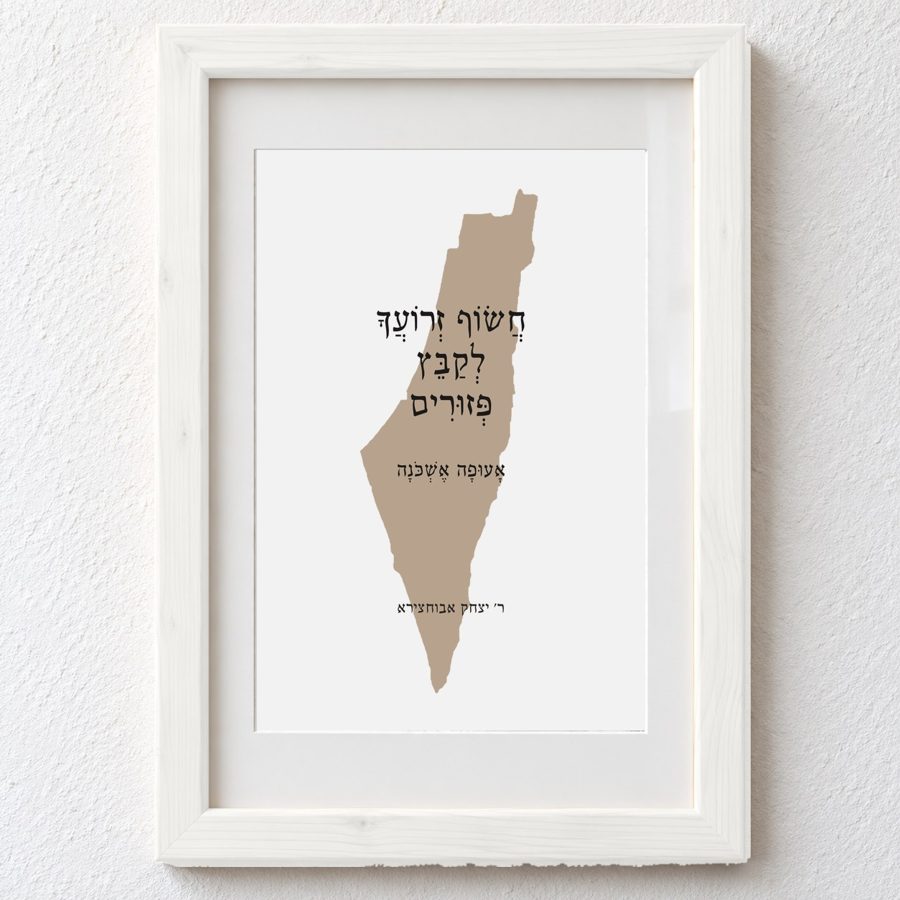 חֲשׂוֹף זְרוֹעֲךָ
לְקַבֵּץ
פְּזוּרִים
אָעוּפָה אֶשְׁכֹּנָה
ר׳ יצחק אבוחצירא